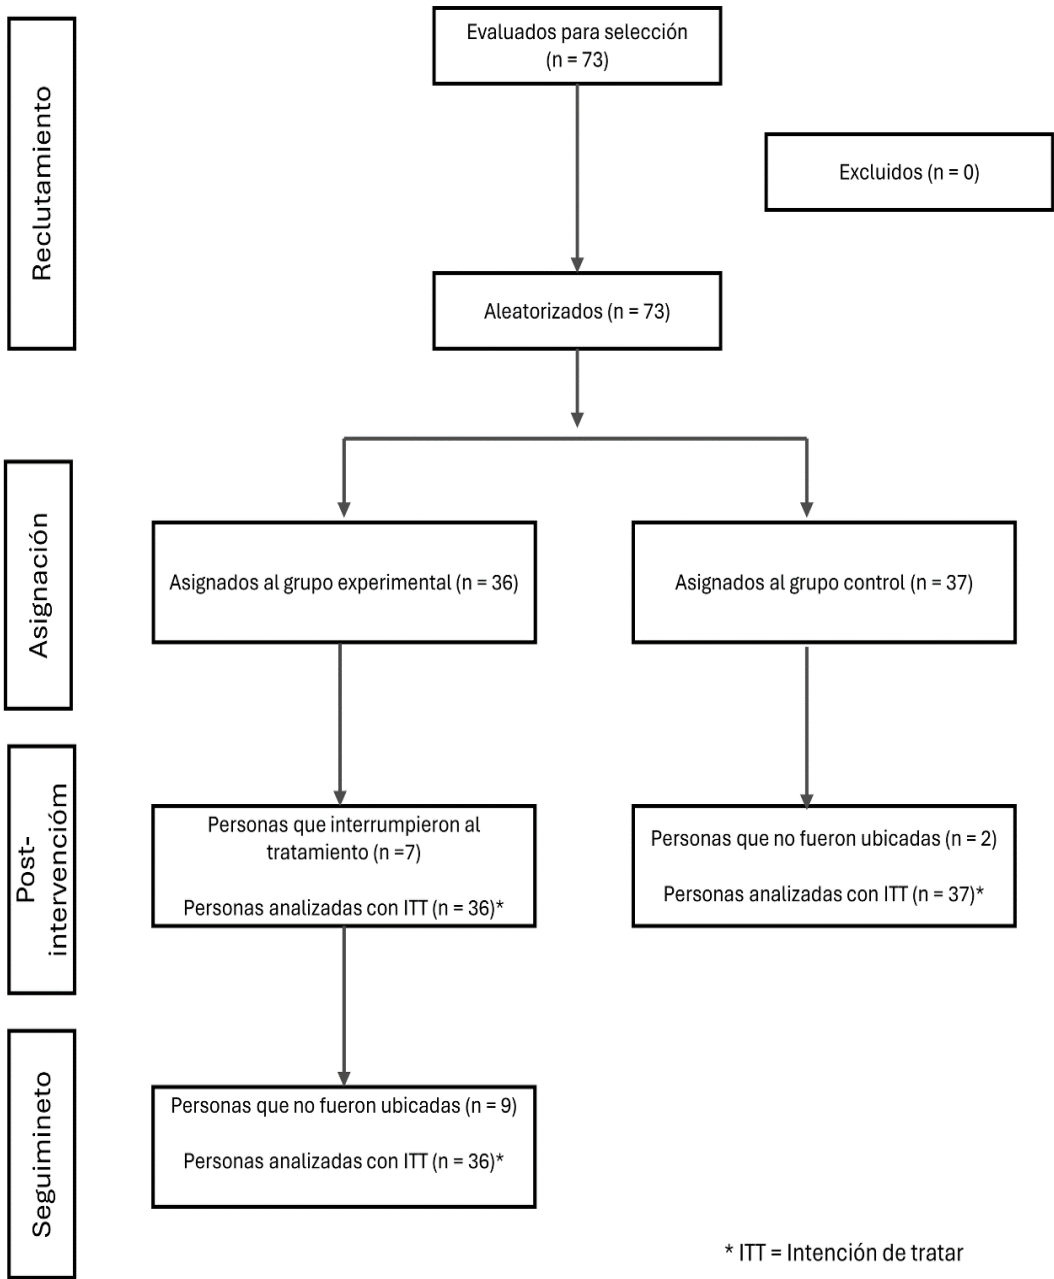 Reclutamiento
Evaluados para selección
(n = 73)
Excluidos (n = 0)
Aleatorizados (n = 73)
Asignación
Asignados al grupo experimental (n = 36)
Asignados al grupo control (n = 37)
Post-
intervencióm
Personas que interrumpieron al
tratamiento (n =7)
Personas analizadas con ITT (n = 36)*
Personas que no fueron ubicadas (n = 2)
Personas analizadas con ITT (n = 37)*
Seguimineto
Personas que no fueron ubicadas (n = 9)
Personas analizadas con ITT (n = 36)*
* ITT = Intención de tratar